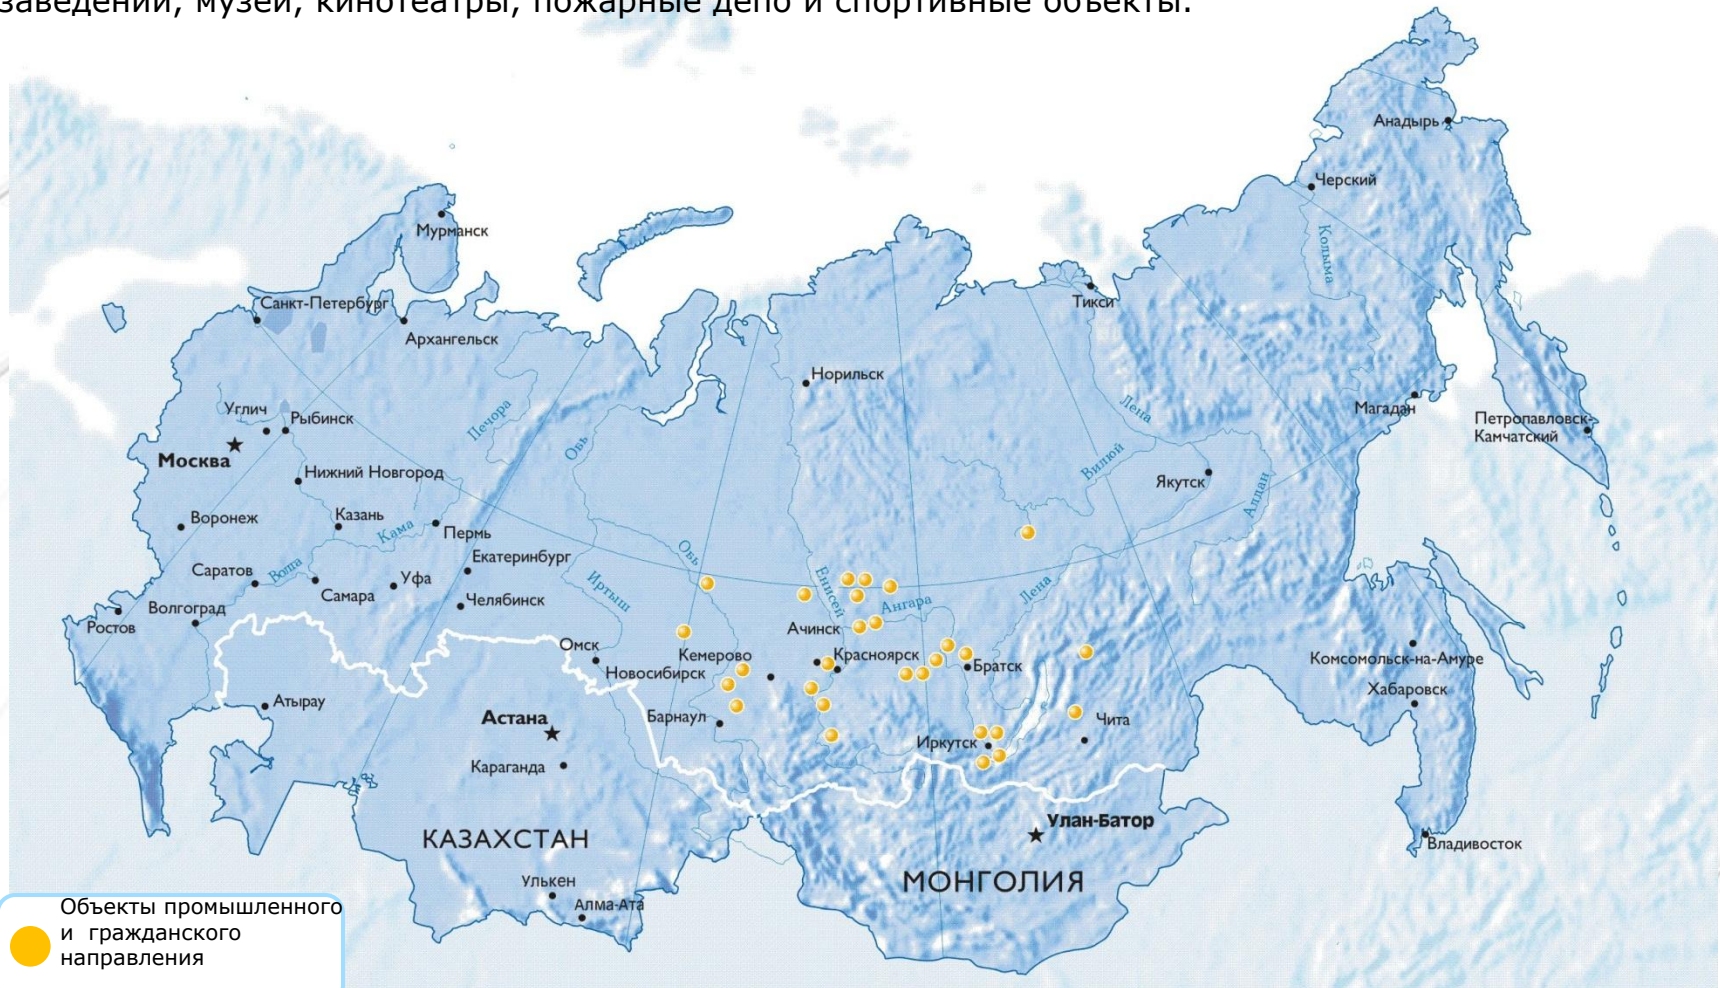 заведений, музеи, кинотеатры, пожарные депо и спортивные объекты.
Анадырь
Черский
Мурманск
Колыма
Санкт-Петербург
Тикси
Архангельск
Норильск
Углич
Рыбинск
Печора
Лена
Магадан
Петропавловск-
Камчатский
Москва
Обь
Нижний Новгород
Вилюй
Якутск
Алдан
Воронеж
Казань
Кама
Пермь
Екатеринбург
Обь
Саратов
Волга
Уфа
Самара
Челябинск
Иртыш
Енисей
Ангара
Лена
Волгоград
Ростов
Ачинск
Омск
Кемерово
Красноярск
Братск
Новосибирск
Комсомольск-на-Амуре
Хабаровск
Атырау
Астана
Барнаул
Чита
Иркутск
Караганда
Улан-Батор
КАЗАХСТАН
Владивосток
МОНГОЛИЯ
Улькен
Алма-Ата
Объекты промышленного
и гражданского
направления